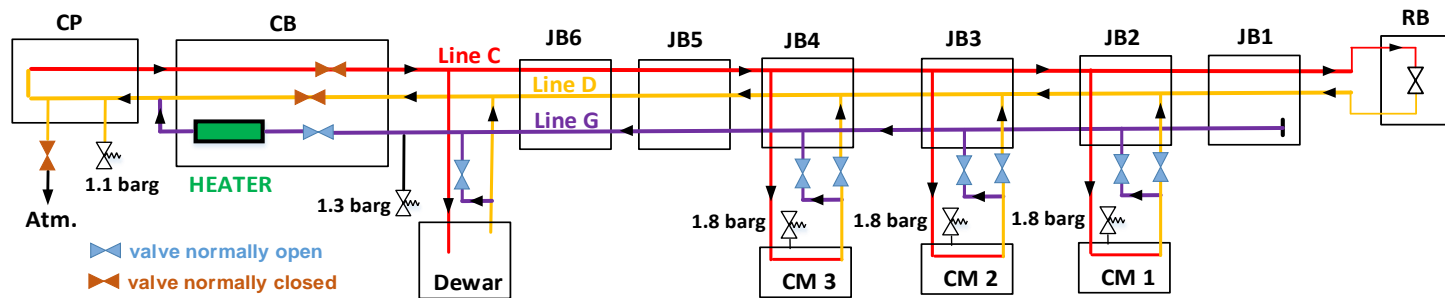 CP
CB
JB6
JB5
JB4
JB3
JB2
JB1
RB
Line C
Line D
Line G
HEATER
1.1 barg
1.3 barg
1.8 barg
1.8 barg
1.8 barg
Atm.
valve normally open
valve normally closed
Dewar
CM 3
CM 2
CM 1